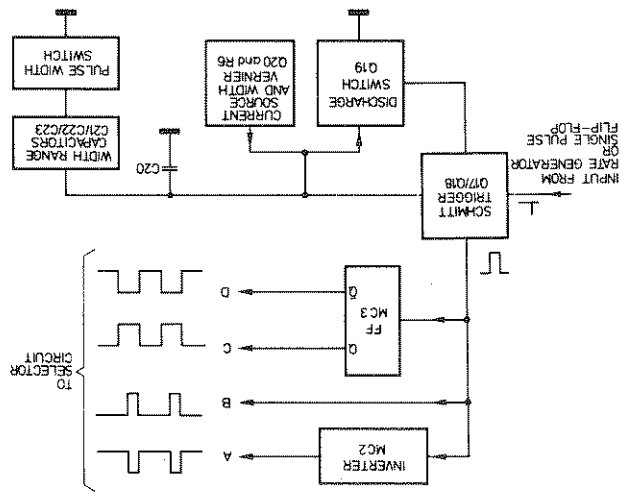 INVERTER
MC2
A
B
FF
MC3
Q
C
Q̅
D
TO
SELECTOR
CIRCUIT
INPUT FROM
RATE GENERATOR
OR
SINGLE PULSE
FLIP-FLOP
SCHMITT
TRIGGER
Q17/Q18
DISCHARGE
SWITCH
Q19
CURRENT
SOURCE
AND WIDTH
VERNIER
Q20 and R6
C20
WIDTH RANGE
CAPACITORS
C21/C22/C23
PULSE WIDTH
SWITCH